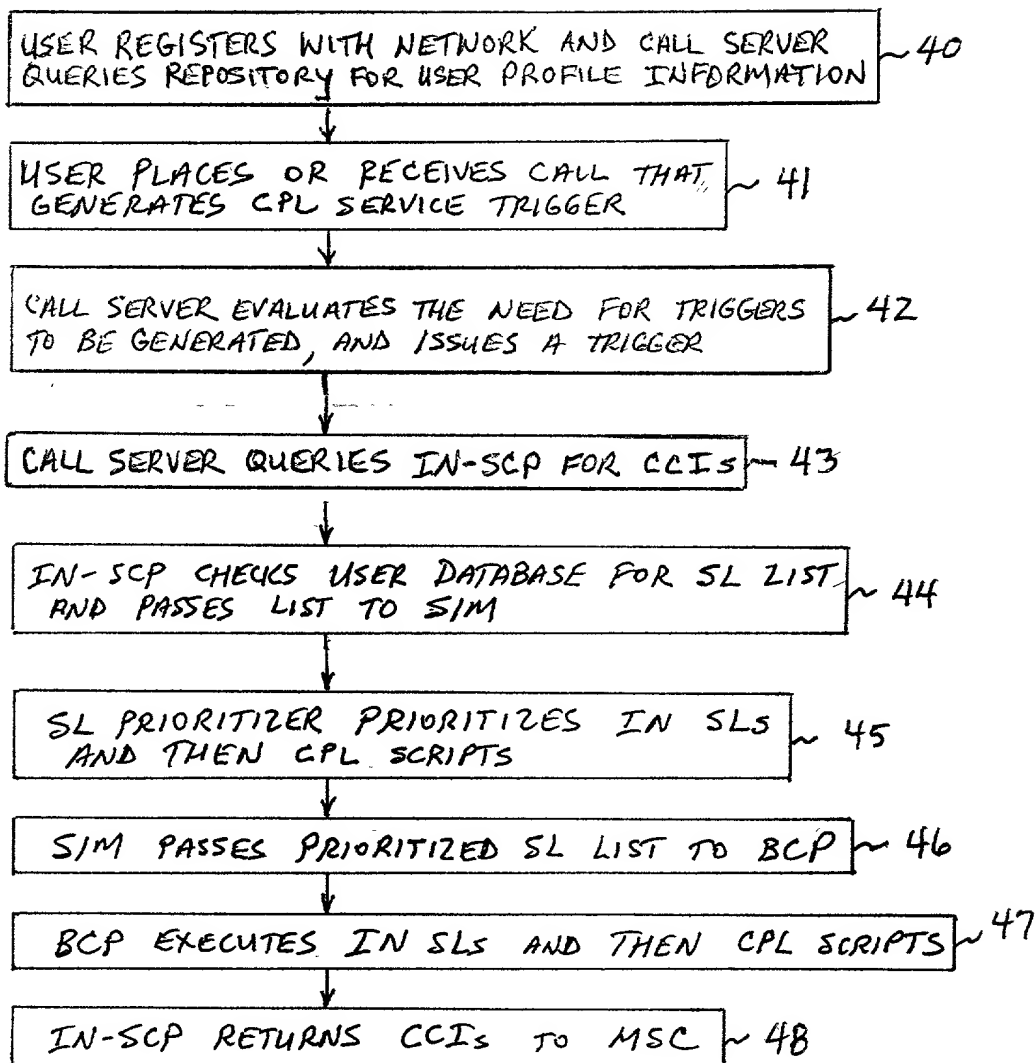 USER REGISTERS WITH NETWORK AND CALL SERVER
QUERIES REPOSITORY FOR USER PROFILE INFORMATION
40
USER PLACES OR RECEIVES CALL THAT
GENERATES CPL SERVICE TRIGGER
41
CALL SERVER EVALUATES THE NEED FOR TRIGGERS
TO BE GENERATED, AND ISSUES A TRIGGER
42
CALL SERVER QUERIES IN-SCP FOR CCIs
43
IN-SCP CHECKS USER DATABASE FOR SL LIST
AND PASSES LIST TO SIM
44
SL PRIORITIZER PRIORITIZES IN SLs
AND THEN CPL SCRIPTS
45
SIM PASSES PRIORITIZED SL LIST TO BCP
46
BCP EXECUTES IN SLs AND THEN CPL SCRIPTS
47
IN-SCP RETURNS CCIs TO MSC
48